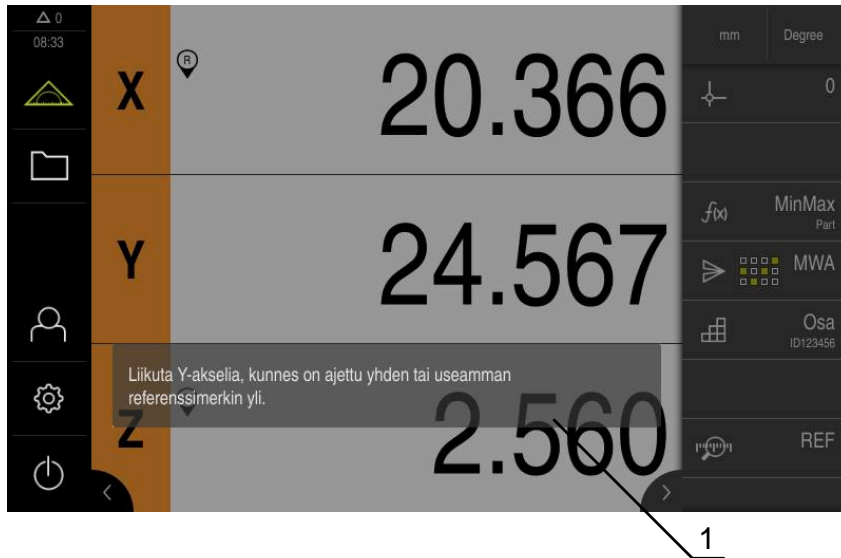 0
08:33
mm
Degree
X
R
20.366
0
Y
24.567
f(x)
MinMax
Part
MWA
Osa
ID123456
Liikuta Y-akselia, kunnes on ajettu yhden tai useamman
referenssimerkin yli.
Z
2.560
REF
1